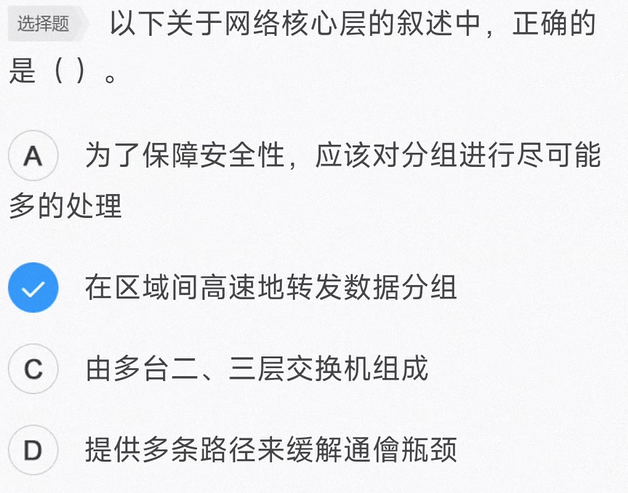 选择题 以下关于网络核心层的叙述中，正确的
是（ ）。
A 为了保障安全性，应该对分组进行尽可能
多的处理
在区域间高速地转发数据分组
C 由多台二、三层交换机组成
D 提供多条路径来缓解通儈瓶颈